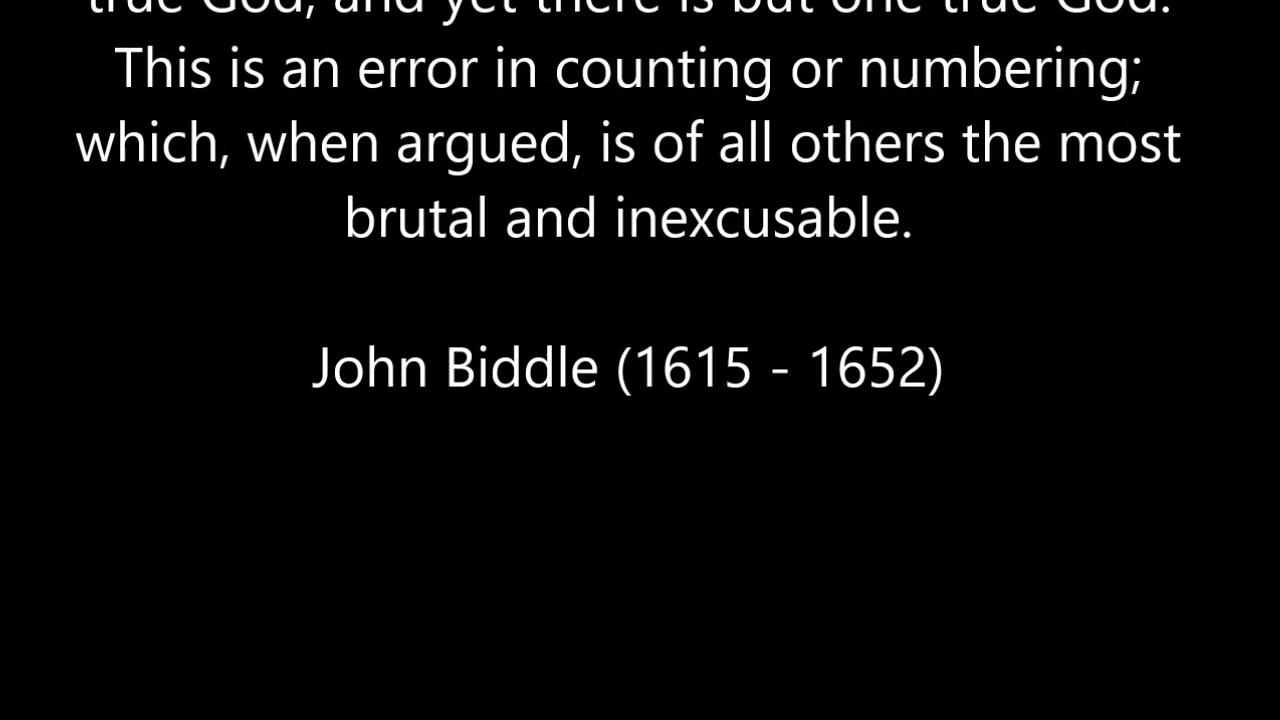 true God, and yet there is but one true God.
This is an error in counting or numbering;
which, when argued, is of all others the most
brutal and inexcusable.
John Biddle (1615 - 1652)